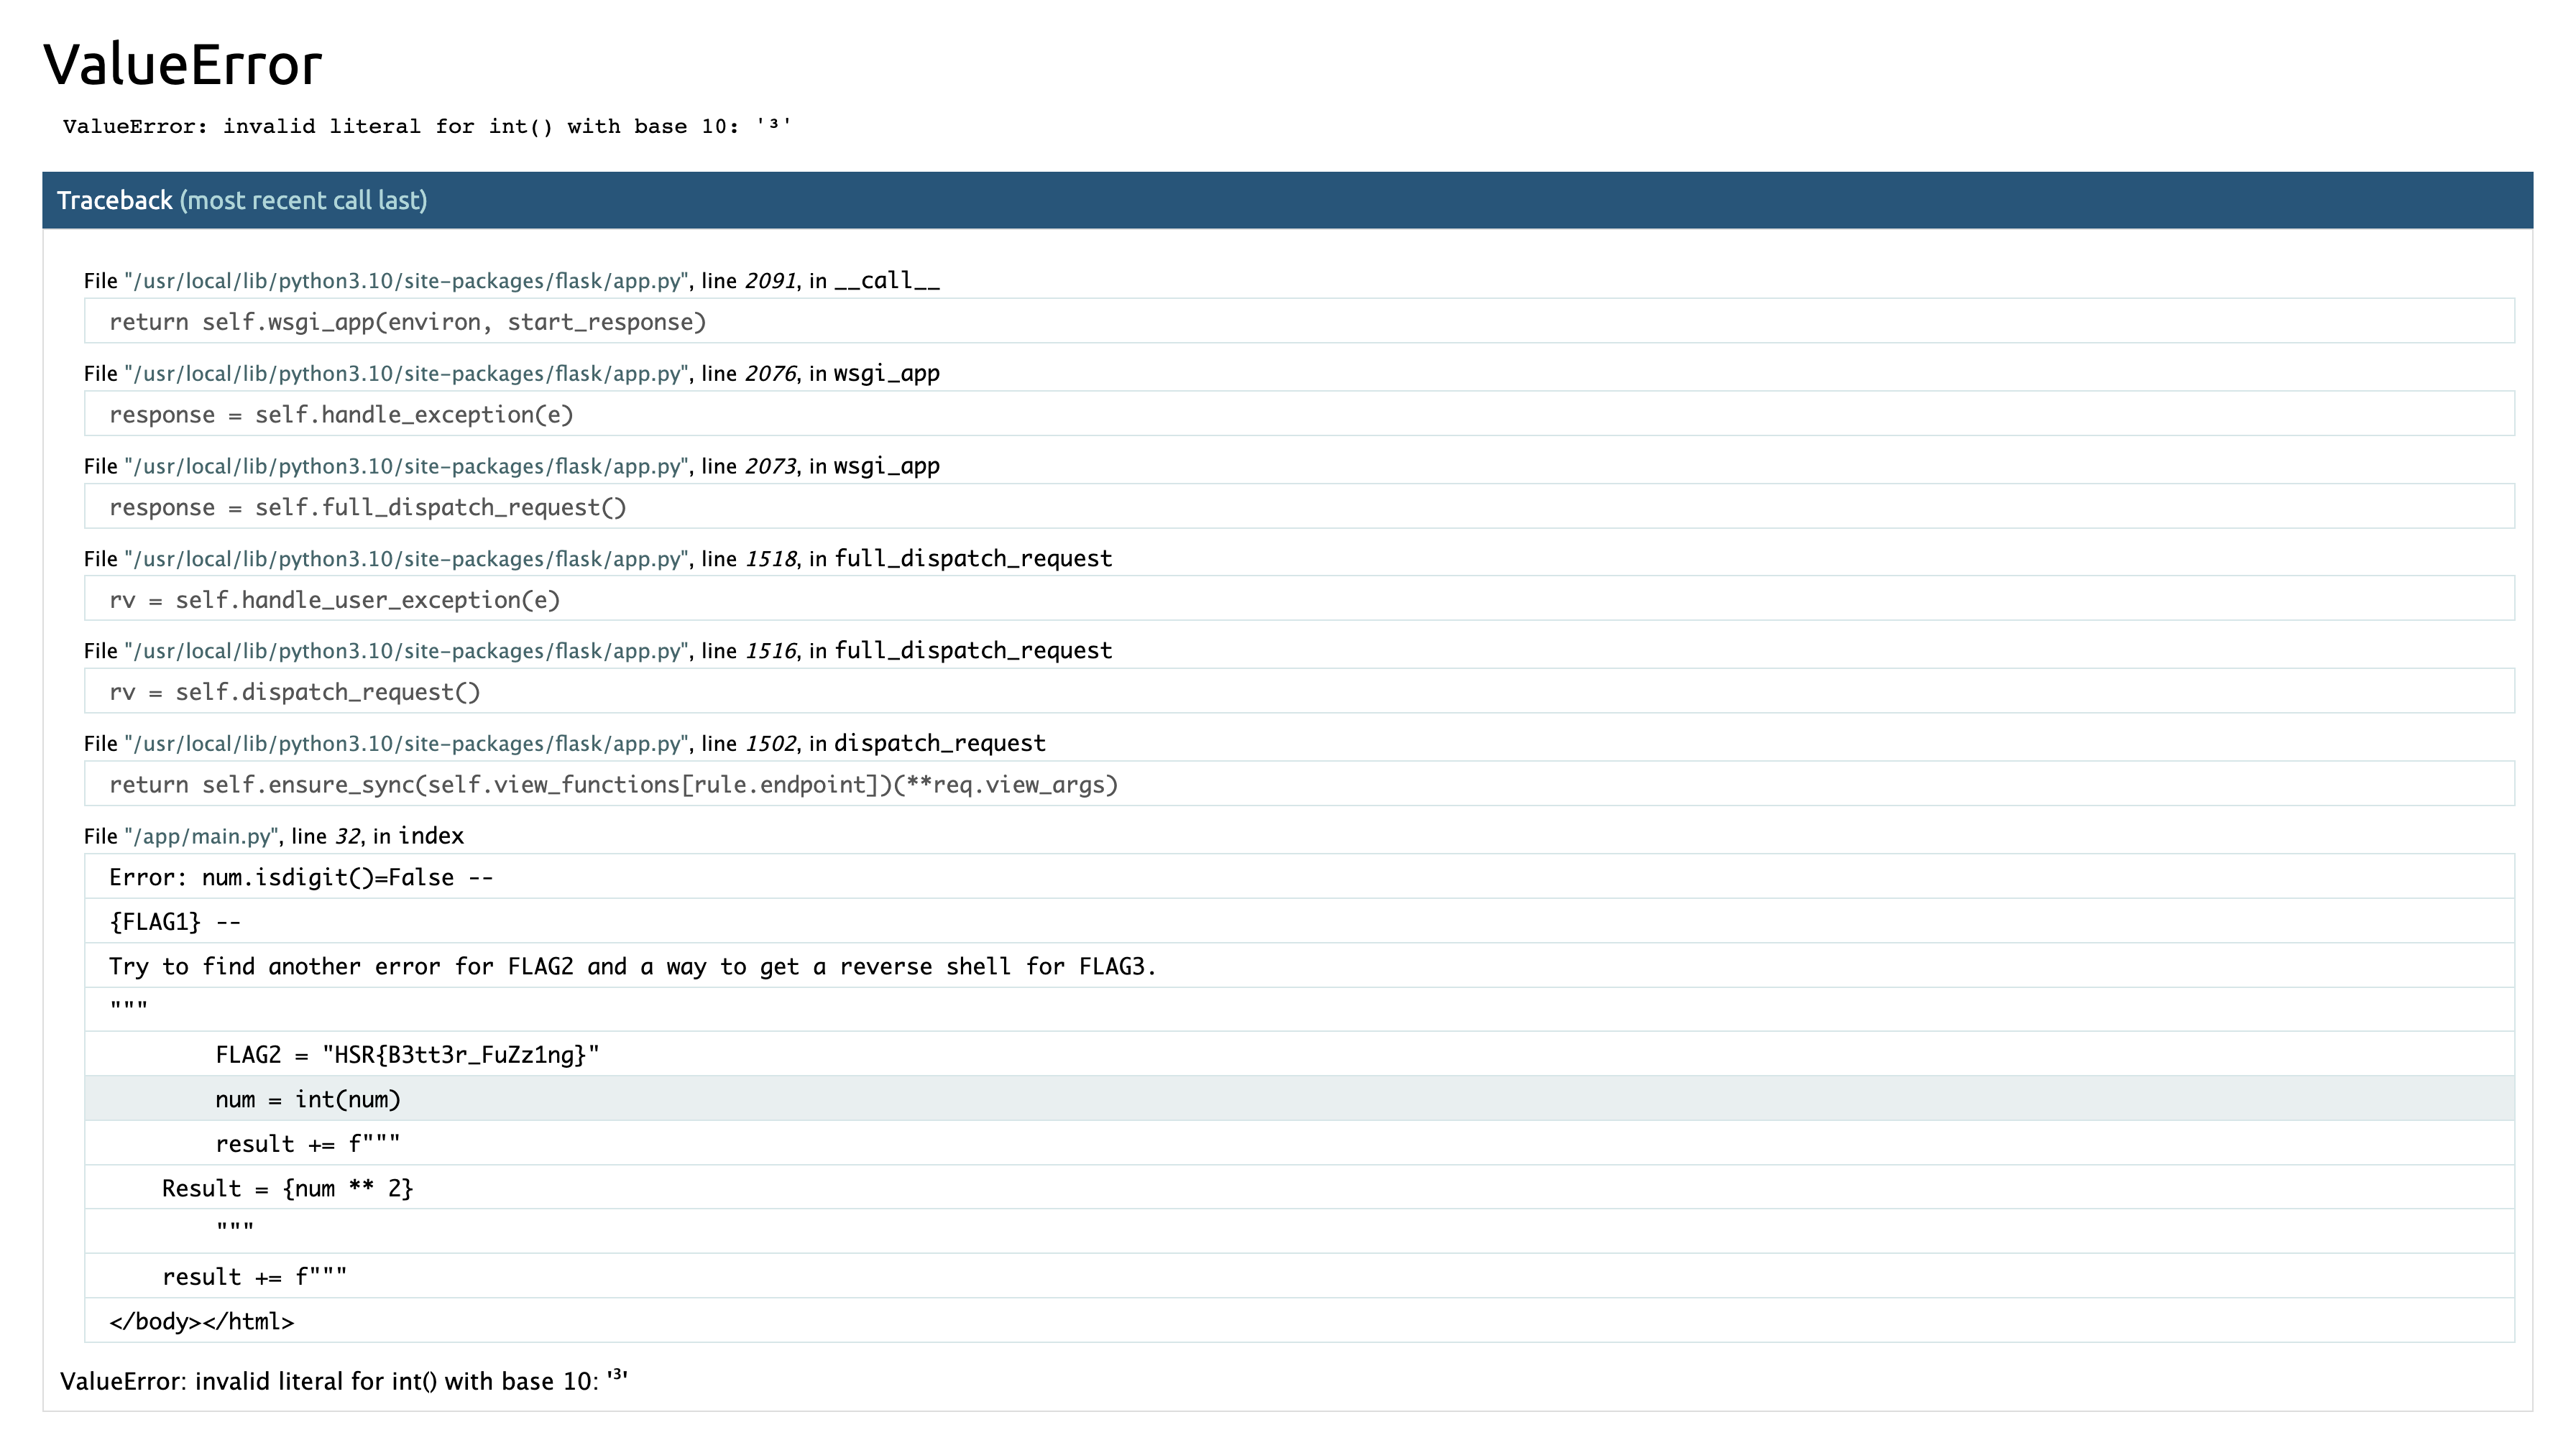 ValueError
ValueError: invalid literal for int() with base 10: '³'
Traceback (most recent call last)
File "/usr/local/lib/python3.10/site-packages/flask/app.py", line 2091, in __call__
return self.wsgi_app(environ, start_response)
File "/usr/local/lib/python3.10/site-packages/flask/app.py", line 2076, in wsgi_app
response = self.handle_exception(e)
File "/usr/local/lib/python3.10/site-packages/flask/app.py", line 2073, in wsgi_app
response = self.full_dispatch_request()
File "/usr/local/lib/python3.10/site-packages/flask/app.py", line 1518, in full_dispatch_request
rv = self.handle_user_exception(e)
File "/usr/local/lib/python3.10/site-packages/flask/app.py", line 1516, in full_dispatch_request
rv = self.dispatch_request()
File "/usr/local/lib/python3.10/site-packages/flask/app.py", line 1502, in dispatch_request
return self.ensure_sync(self.view_functions[rule.endpoint])(**req.view_args)
File "/app/main.py", line 32, in index
Error: num.isdigit()=False --
{FLAG1} --
Try to find another error for FLAG2 and a way to get a reverse shell for FLAG3.
"""
FLAG2 = "HSR{B3tt3r_FuZz1ng}"
num = int(num)
result += f"""
Result = {num ** 2}
"""
result += f"""
</body></html>
ValueError: invalid literal for int() with base 10: '³'